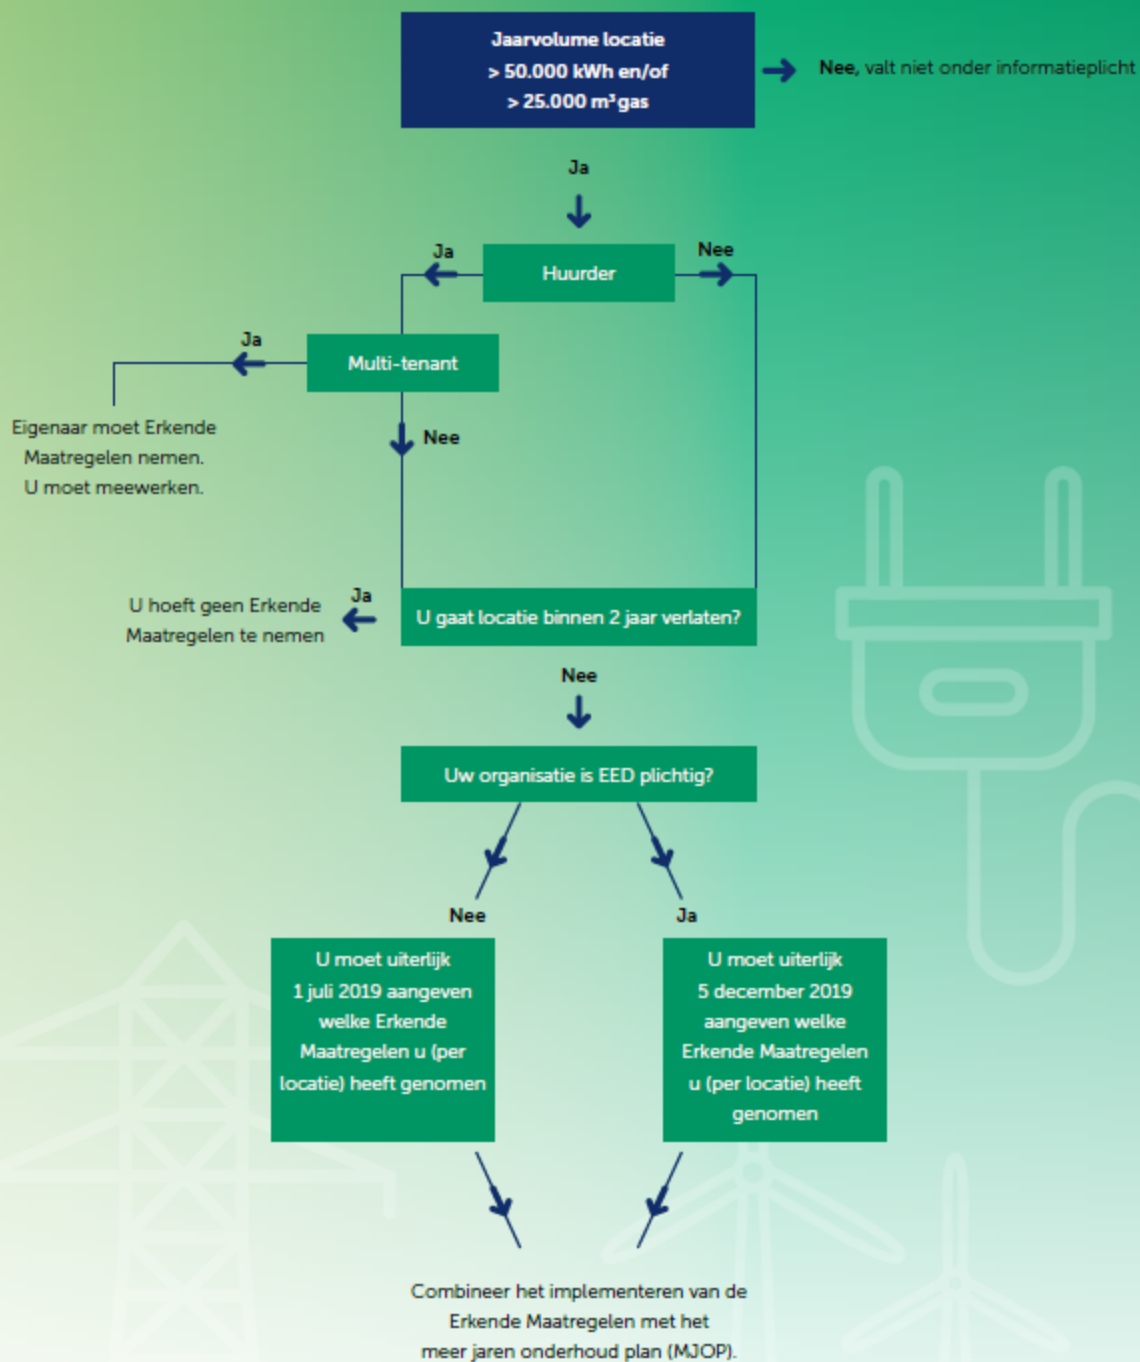 Jaarvolume locatie
> 50.000 kWh en/of
> 25.000 m³ gas
Nee, valt niet onder informatieplicht
Ja
Ja
Huurder
Nee
Ja
Multi-tenant
Eigenaar moet Erkende
Maatregelen nemen.
U moet meewerken.
Nee
U hoeft geen Erkende
Maatregelen te nemen
Ja
U gaat locatie binnen 2 jaar verlaten?
Nee
Uw organisatie is EED plichtig?
Nee
U moet uiterlijk
1 juli 2019 aangeven
welke Erkende
Maatregelen u (per
locatie) heeft genomen
Ja
U moet uiterlijk
5 december 2019
aangeven welke
Erkende Maatregelen
u (per locatie) heeft
genomen
Combineer het implementeren van de
Erkende Maatregelen met het
meer jaren onderhoud plan (MJOP).